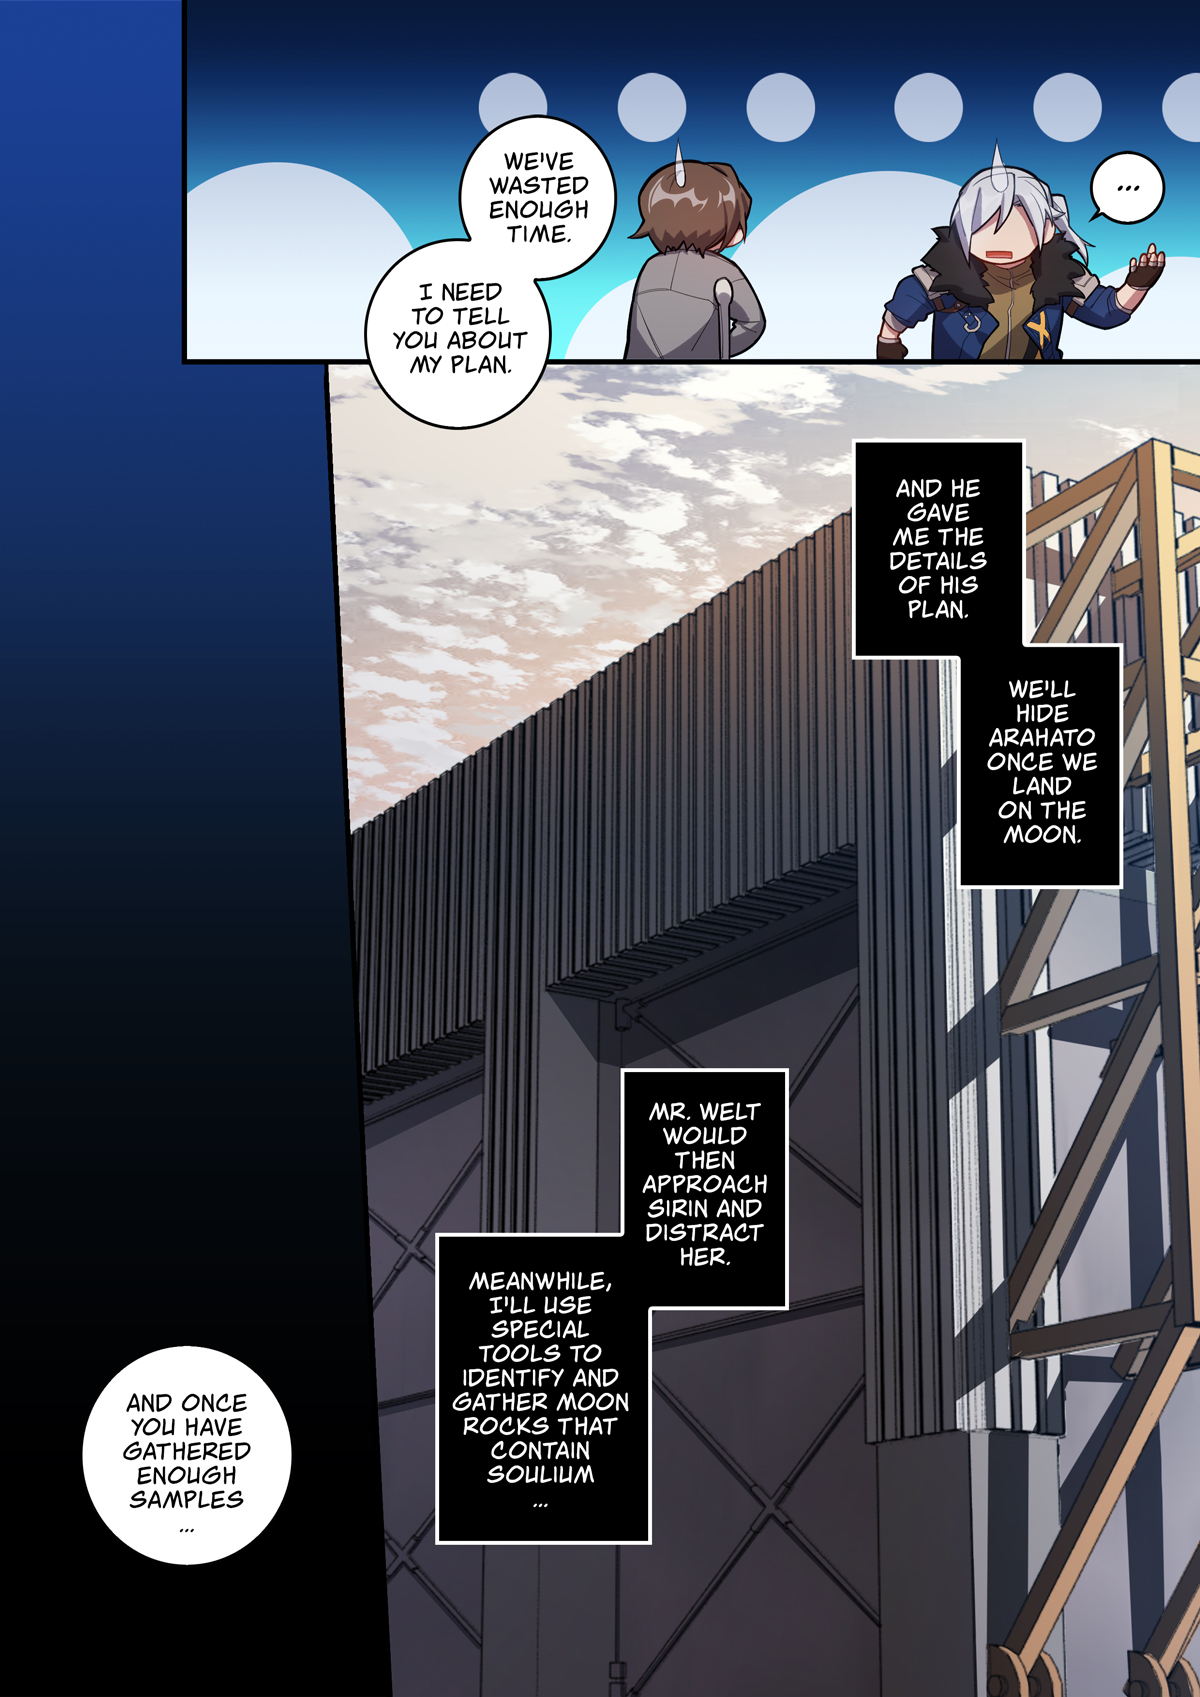 ...
WE'VE
WASTED
ENOUGH
TIME.
I NEED
TO TELL
YOU ABOUT
MY PLAN.
AND HE
GAVE
ME THE
DETAILS
OF HIS
PLAN.
WE'LL
HIDE
ARAHATO
ONCE WE
LAND
ON THE
MOON.
MR. WELT
WOULD
THEN
APPROACH
SIRIN AND
DISTRACT
HER.
MEANWHILE,
I'LL USE
SPECIAL
TOOLS TO
IDENTIFY AND
GATHER MOON
ROCKS THAT
CONTAIN
SOULIUM
...
AND ONCE
YOU HAVE
GATHERED
ENOUGH
SAMPLES
...